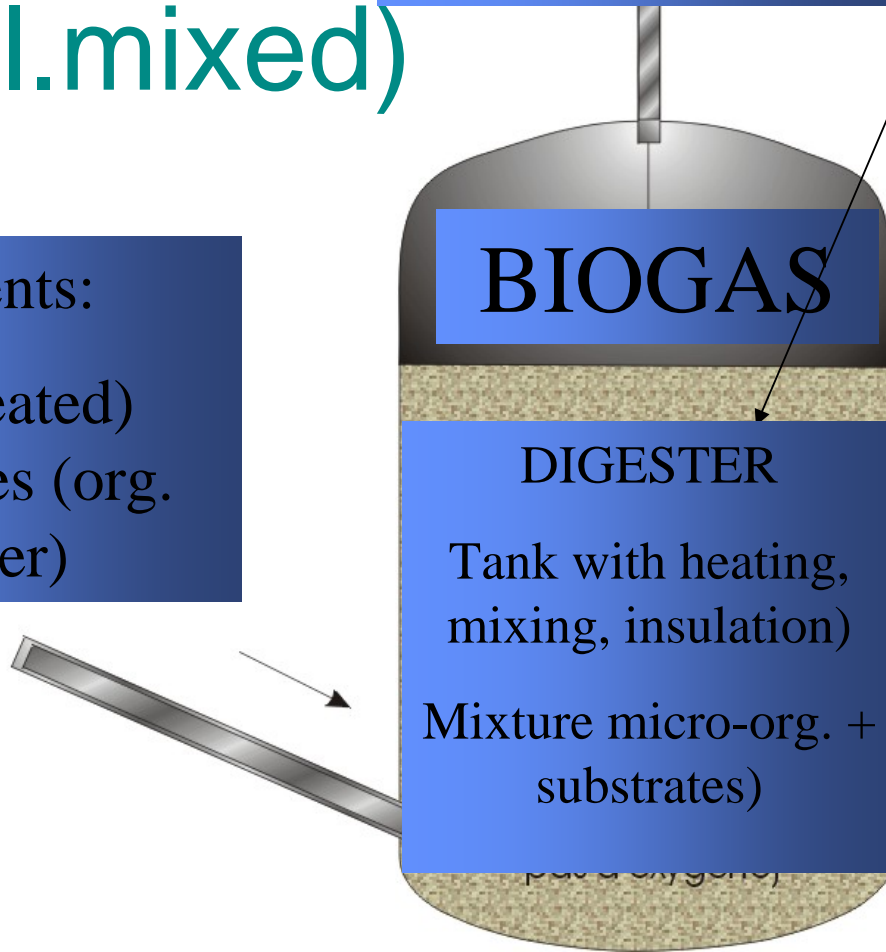 l.mixed)
BIOGAS
ents:
eated)
es (org.
er)
DIGESTER
Tank with heating,
mixing, insulation)
Mixture micro-org. +
substrates)